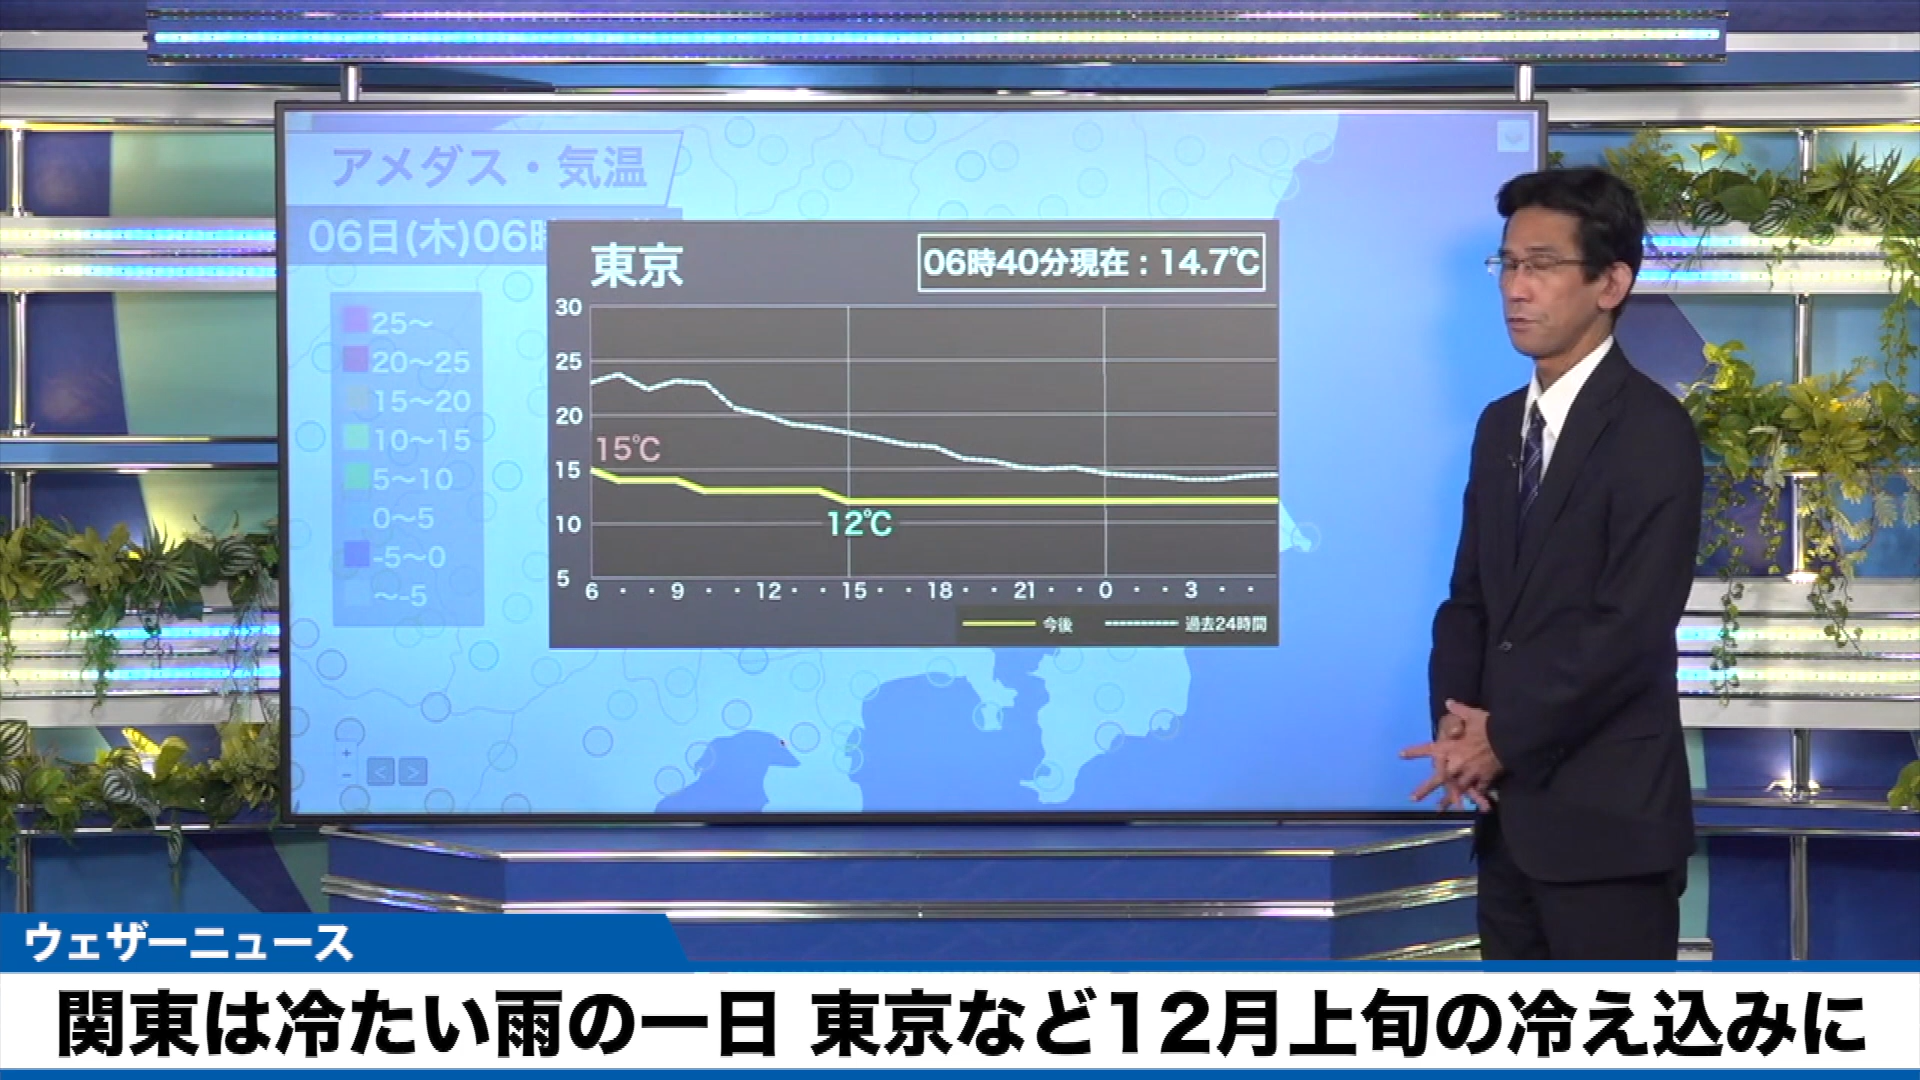 アメダス・気温
06日(木)06時
25〜
20〜25
15〜20
10〜15
5〜10
0〜5
-5〜0
〜-5
+
−
< >
東京
06時40分現在：14.7℃
30
25
20
15
10
5
15℃
12℃
6 ・ ・ 9 ・ ・ 12 ・ ・ 15 ・ ・ 18 ・ ・ 21 ・ ・ 0 ・ ・ 3 ・ ・
今後 過去24時間
ウェザーニュース
関東は冷たい雨の一日 東京など12月上旬の冷え込みに